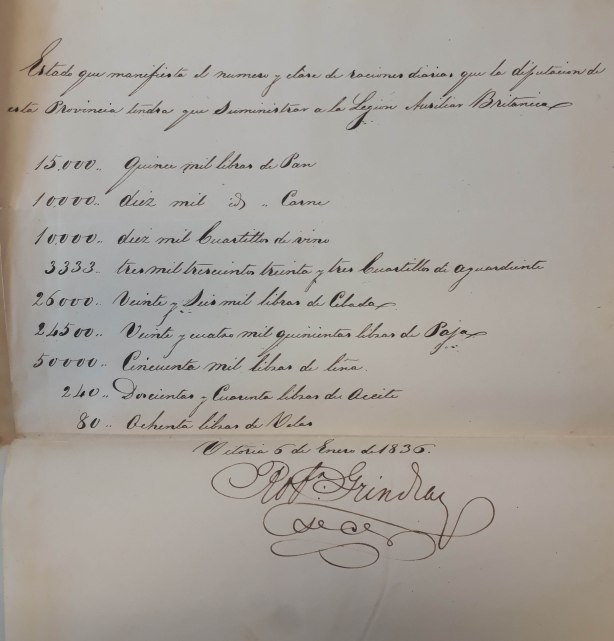 Estado que manifiesta el numero y clase de raciones diarias que la diputacion de
esta Provincia tendra que Suministrar a la Legion Auxiliar Britanica
15,000.. quince mil libras de Pan
10000.. diez mil id .. Carne
10,000.. diez mil Cuartillos de vino
3333.. tres mil trescientos treinta y tres Cuartillos de aguardiente
26000.. Veinte y Seis mil libras de Cebada
24500.. Veinte y cuatro mil quinientas libras de Paja
50000.. Cincuenta mil libras de leña
240.. Doscientas y Cuarenta libras de Aceite
80.. Ochenta libras de Velas
Vitoria 6 de Enero de 1836.
Grindlay